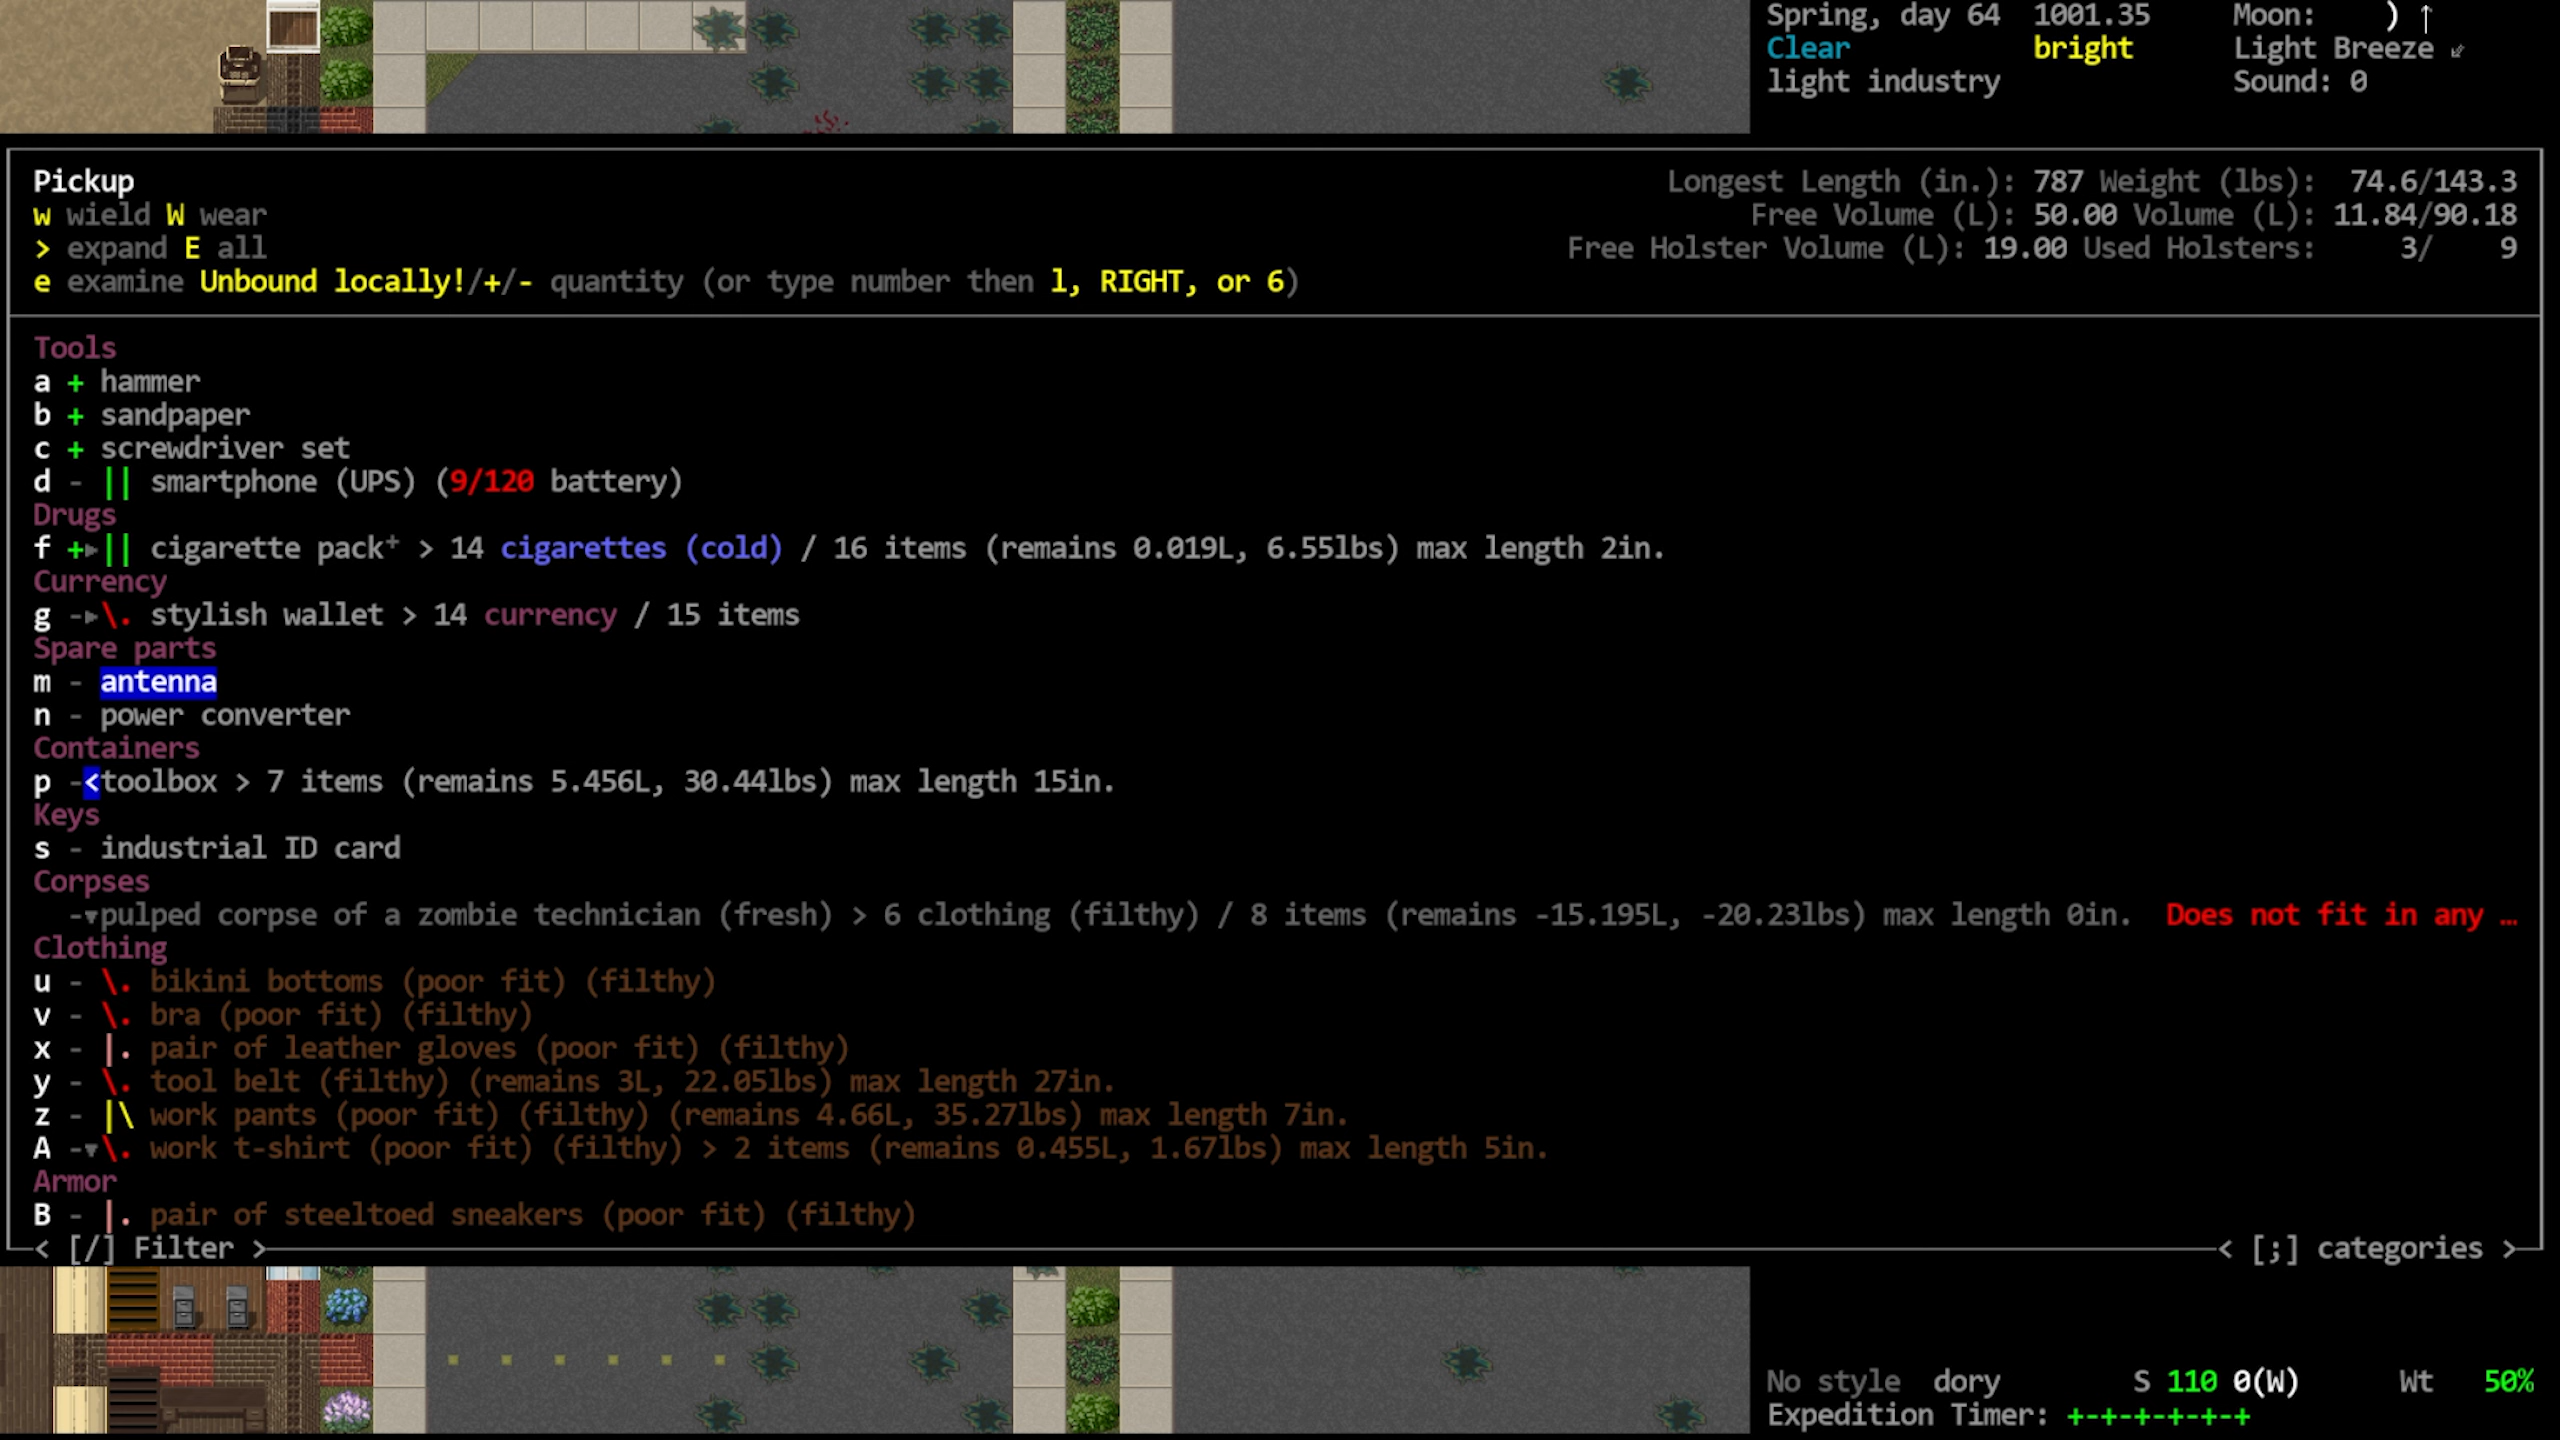 Spring, day 64 1001.35 Moon: ) ↑
Clear bright Light Breeze ⇙
light industry Sound: 0
Pickup Longest Length (in.): 787 Weight (lbs): 74.6/143.3
w wield W wear Free Volume (L): 50.00 Volume (L): 11.84/90.18
> expand E all Free Holster Volume (L): 19.00 Used Holsters: 3/ 9
e examine Unbound locally!/+/- quantity (or type number then l, RIGHT, or 6)
Tools
a + hammer
b + sandpaper
c + screwdriver set
d - || smartphone (UPS) (9/120 battery)
Drugs
f +▸|| cigarette pack⁺ > 14 cigarettes (cold) / 16 items (remains 0.019L, 6.55lbs) max length 2in.
Currency
g -▸\. stylish wallet > 14 currency / 15 items
Spare parts
m - antenna
n - power converter
Containers
p -<toolbox > 7 items (remains 5.456L, 30.44lbs) max length 15in.
Keys
s - industrial ID card
Corpses
-▾pulped corpse of a zombie technician (fresh) > 6 clothing (filthy) / 8 items (remains -15.195L, -20.23lbs) max length 0in. Does not fit in any …
Clothing
u - \. bikini bottoms (poor fit) (filthy)
v - \. bra (poor fit) (filthy)
x - |. pair of leather gloves (poor fit) (filthy)
y - \. tool belt (filthy) (remains 3L, 22.05lbs) max length 27in.
z - |\ work pants (poor fit) (filthy) (remains 4.66L, 35.27lbs) max length 7in.
A -▾\. work t-shirt (poor fit) (filthy) > 2 items (remains 0.455L, 1.67lbs) max length 5in.
Armor
B - |. pair of steeltoed sneakers (poor fit) (filthy)
< [/] Filter > < [;] categories >
No style dory S 110 0(W) Wt 50%
Expedition Timer: +-+-+-+-+-+